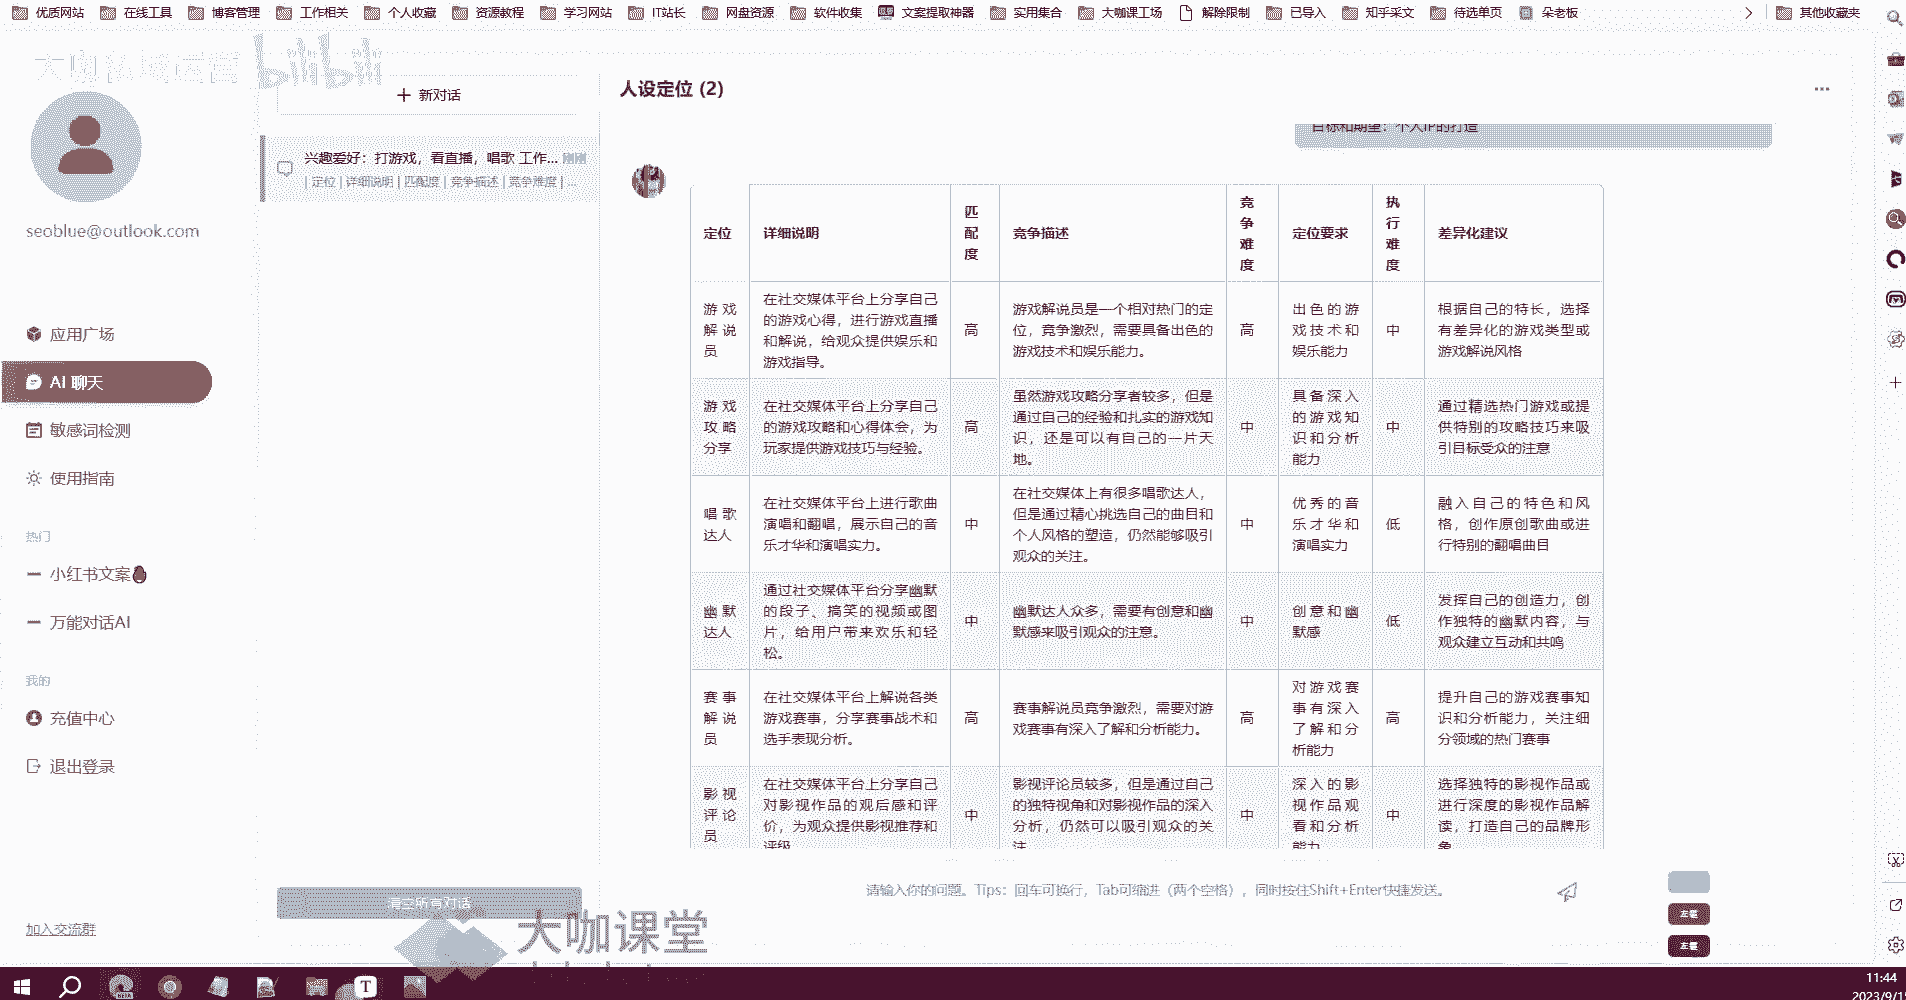 优质网站 在线工具 博客管理 工作相关 个人收藏 资源教程 学习网站 IT站长 网盘资源 软件收集 文案提取神器 实用集合 大咖课工场 解除限制 已导入 知乎采文 待选单页 朵老板 其他收藏夹
大咖私域运营 bilibili
seoblue@outlook.com
应用广场
AI 聊天
敏感词检测
使用指南
热门
小红书文案
万能对话AI
我的
充值中心
退出登录
加入交流群
+ 新对话
兴趣爱好：打游戏，看直播，唱歌 工作... 刚刚
| 定位 | 详细说明 | 匹配度 | 竞争描述 | 竞争难度 | ...
清空所有对话
人设定位 (2)
...
目标和期望：个人IP的打造
定位 详细说明 匹配度 竞争描述 竞争难度 定位要求 执行难度 差异化建议
游戏解说员 在社交媒体平台上分享自己的游戏心得，进行游戏直播和解说，给观众提供娱乐和游戏指导。 高 游戏解说员是一个相对热门的定位，竞争激烈，需要具备出色的游戏技术和娱乐能力。 高 出色的游戏技术和娱乐能力 中 根据自己的特长，选择有差异化的游戏类型或游戏解说风格
游戏攻略分享 在社交媒体平台上分享自己的游戏攻略和心得体会，为玩家提供游戏技巧与经验。 高 虽然游戏攻略分享者较多，但是通过自己的经验和扎实的游戏知识，还是可以有自己的一片天地。 中 具备深入的游戏知识和分析能力 中 通过精选热门游戏或提供特别的攻略技巧来吸引目标受众的注意
唱歌达人 在社交媒体平台上进行歌曲演唱和翻唱，展示自己的音乐才华和演唱实力。 中 在社交媒体上有很多唱歌达人，但是通过精心挑选自己的曲目和个人风格的塑造，仍然能够吸引观众的关注。 中 优秀的音乐才华和演唱实力 低 融入自己的特色和风格，创作原创歌曲或进行特别的翻唱曲目
幽默达人 通过社交媒体平台分享幽默的段子、搞笑的视频或图片，给用户带来欢乐和轻松。 中 幽默达人众多，需要有创意和幽默感来吸引观众的注意。 中 创意和幽默感 低 发挥自己的创造力，创作独特的幽默内容，与观众建立互动和共鸣
赛事解说员 在社交媒体平台上解说各类游戏赛事，分享赛事战术和选手表现分析。 高 赛事解说员竞争激烈，需要对游戏赛事有深入了解和分析能力。 高 对游戏赛事有深入了解和分析能力 高 提升自己的游戏赛事知识和分析能力，关注细分领域的热门赛事
影视评论员 在社交媒体平台上分享自己对影视作品的观后感和评价，为观众提供影视推荐和评级 中 影视评论员较多，但是通过自己的独特视角和对影视作品的深入分析，仍然可以吸引观众的关注 中 深入的影视作品观看和分析能力 中 选择独特的影视作品或进行深度的影视作品解读，打造自己的品牌形象
请输入你的问题。Tips：回车可换行，Tab可缩进（两个空格），同时按住Shift+Enter快捷发送。
大咖课堂
T
BETA
11:44
2023/9/1